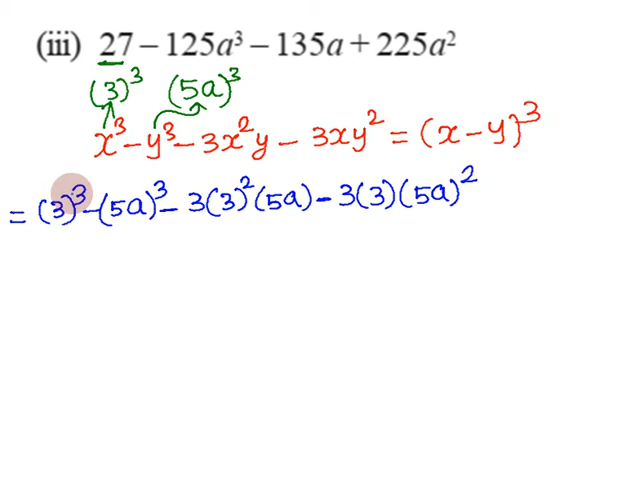 (iii) 27 − 125a³ − 135a + 225a²
(3)³ (5a)³
x³ − y³ − 3x²y − 3xy² = (x − y)³
= (3)³ − (5a)³ − 3(3)²(5a) − 3(3)(5a)²